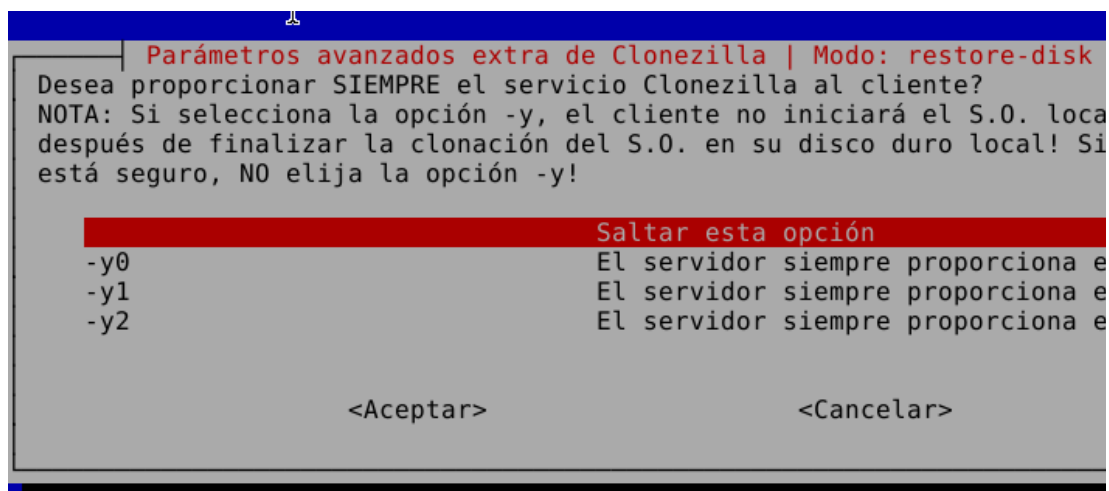 Parámetros avanzados extra de Clonezilla | Modo: restore-disk
Desea proporcionar SIEMPRE el servicio Clonezilla al cliente?
NOTA: Si selecciona la opción -y, el cliente no iniciará el S.O. loca
después de finalizar la clonación del S.O. en su disco duro local! Si
está seguro, NO elija la opción -y!
Saltar esta opción
-y0 El servidor siempre proporciona e
-y1 El servidor siempre proporciona e
-y2 El servidor siempre proporciona e
<Aceptar> <Cancelar>